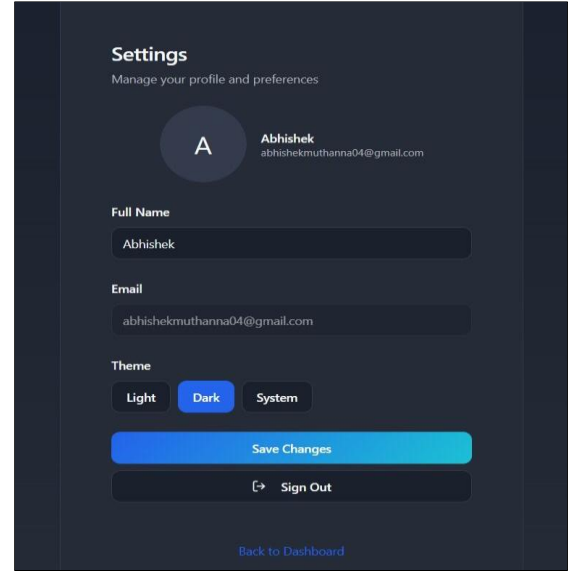 Settings
Manage your profile and preferences
A
Abhishek
abhishekmuthanna04@gmail.com
Full Name
Abhishek
Email
abhishekmuthanna04@gmail.com
Theme
Light Dark System
Save Changes
Sign Out
Back to Dashboard